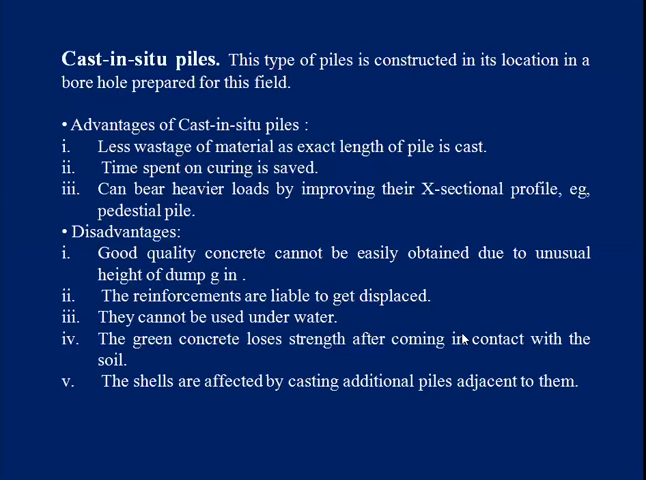 Cast-in-situ piles. This type of piles is constructed in its location in a
bore hole prepared for this field.
• Advantages of Cast-in-situ piles :
i. Less wastage of material as exact length of pile is cast.
ii. Time spent on curing is saved.
iii. Can bear heavier loads by improving their X-sectional profile, eg,
pedestial pile.
• Disadvantages:
i. Good quality concrete cannot be easily obtained due to unusual
height of dump g in .
ii. The reinforcements are liable to get displaced.
iii. They cannot be used under water.
iv. The green concrete loses strength after coming in contact with the
soil.
v. The shells are affected by casting additional piles adjacent to them.